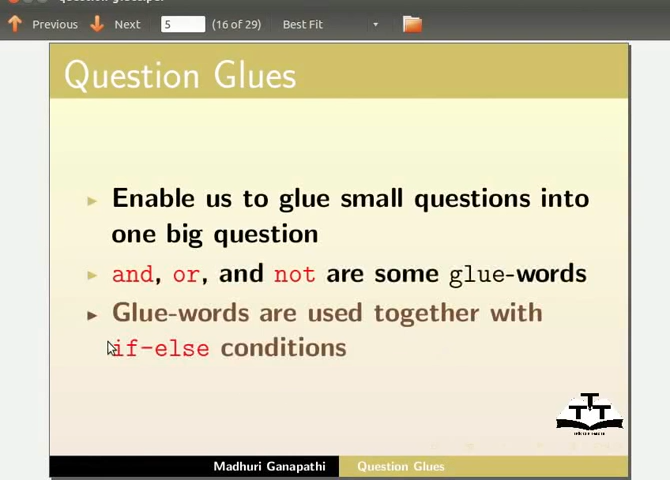 Previous Next 5 (16 of 29) Best Fit
Question Glues
Enable us to glue small questions into
one big question
and, or, and not are some glue-words
Glue-words are used together with
if-else conditions
TTT
Madhuri Ganapathi Question Glues